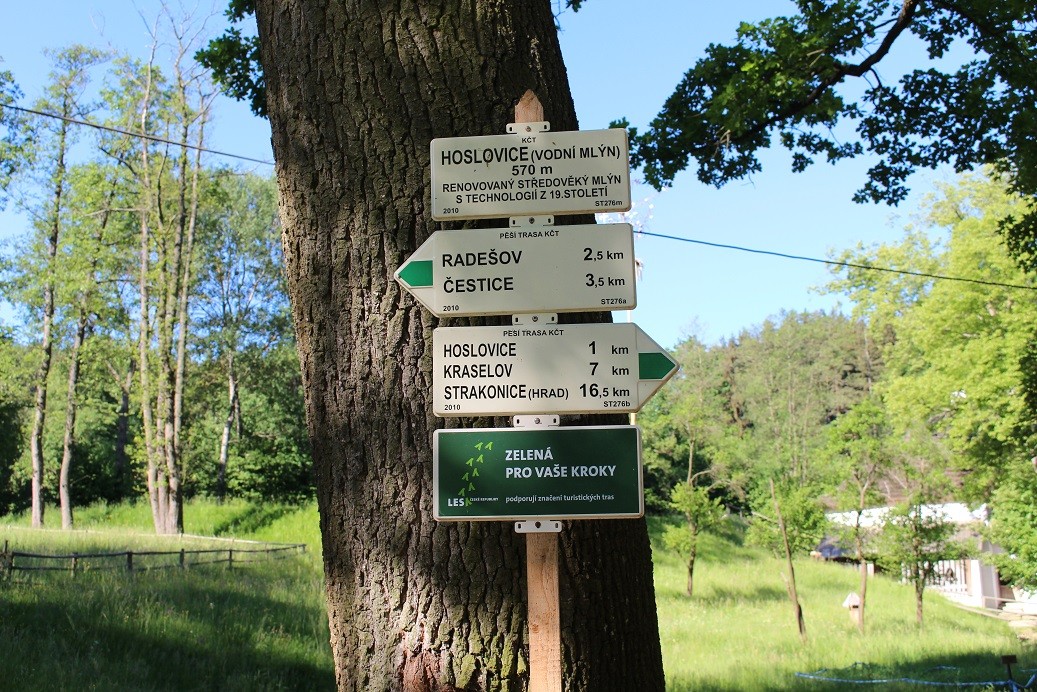 KČT
HOSLOVICE (VODNÍ MLÝN)
570 m
RENOVOVANÝ STŘEDOVĚKÝ MLÝN
S TECHNOLOGIÍ Z 19.STOLETÍ
2010 ST276m
PĚŠÍ TRASA KČT
RADEŠOV 2,5 km
ČESTICE 3,5 km
2010 ST276a
PĚŠÍ TRASA KČT
HOSLOVICE 1 km
KRASELOV 7 km
STRAKONICE (HRAD) 16,5 km
2010 ST276b
ZELENÁ
PRO VAŠE KROKY
LESY ČESKÉ REPUBLIKY podporují značení turistických tras